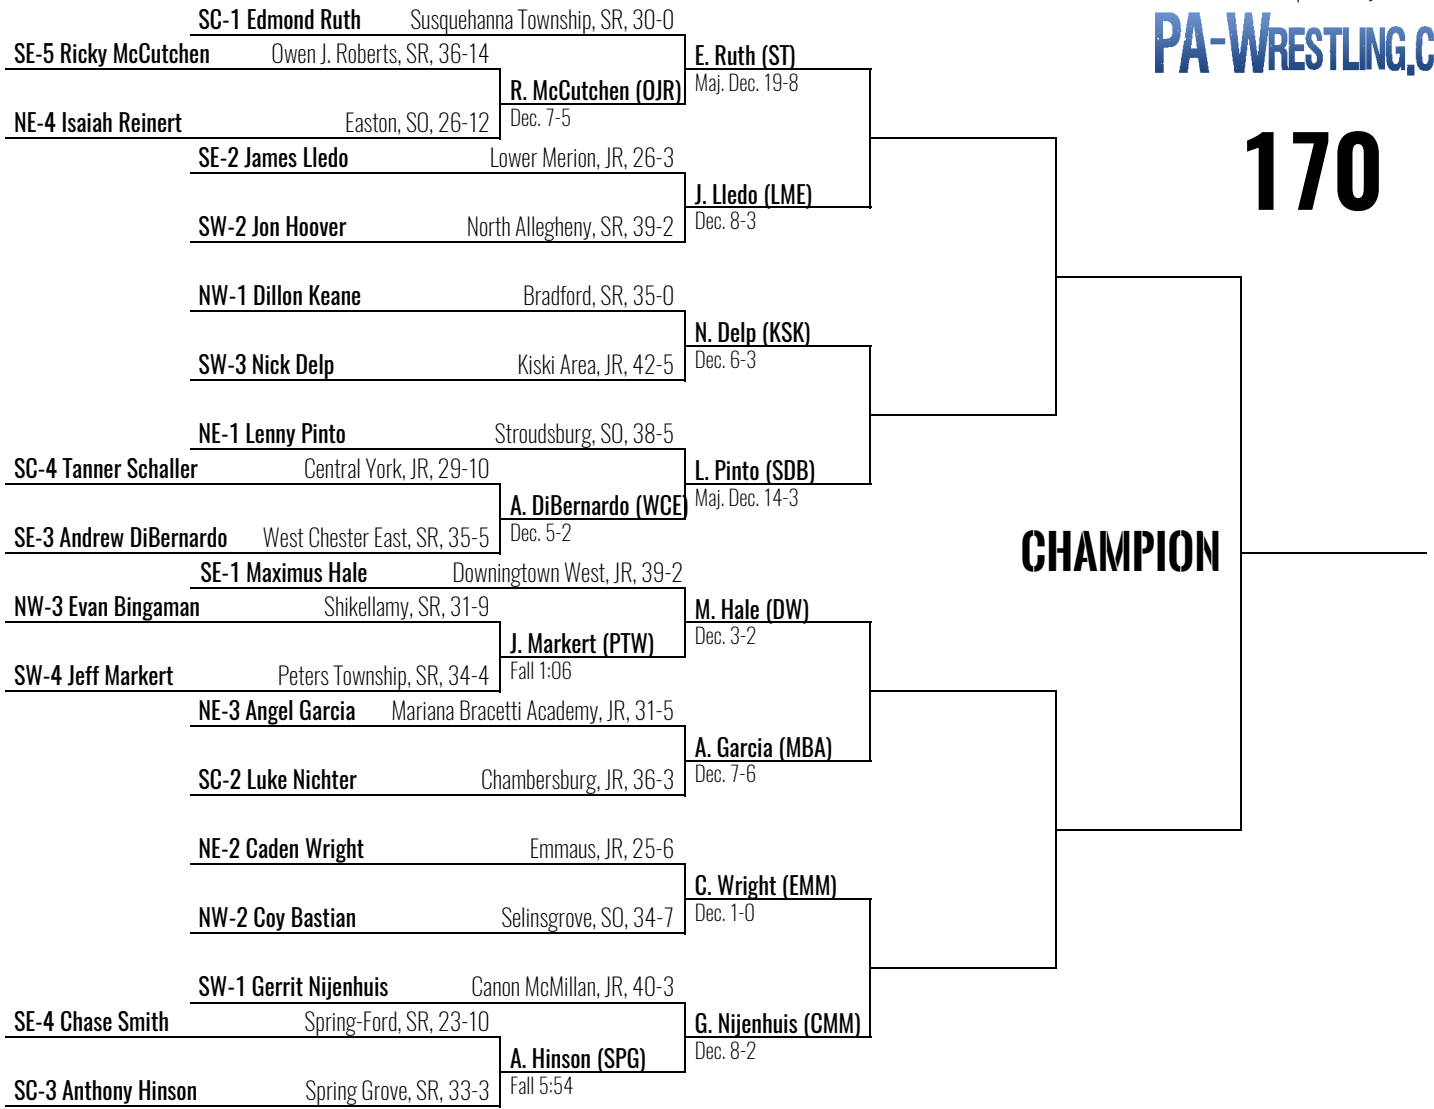 SC-1 Edmond Ruth Susquehanna Township, SR, 30-0
SE-5 Ricky McCutchen Owen J. Roberts, SR, 36-14
E. Ruth (ST)
PA-WRESTLING.C
Maj. Dec. 19-8
R. McCutchen (OJR)
Dec. 7-5
NE-4 Isaiah Reinert Easton, SO, 26-12
170
SE-2 James Lledo Lower Merion, JR, 26-3
J. Lledo (LME)
Dec. 8-3
SW-2 Jon Hoover North Allegheny, SR, 39-2
NW-1 Dillon Keane Bradford, SR, 35-0
N. Delp (KSK)
Dec. 6-3
SW-3 Nick Delp Kiski Area, JR, 42-5
NE-1 Lenny Pinto Stroudsburg, SO, 38-5
SC-4 Tanner Schaller Central York, JR, 29-10
L. Pinto (SDB)
Maj. Dec. 14-3
A. DiBernardo (WCE)
Dec. 5-2
SE-3 Andrew DiBernardo West Chester East, SR, 35-5
CHAMPION
SE-1 Maximus Hale Downingtown West, JR, 39-2
NW-3 Evan Bingaman Shikellamy, SR, 31-9
M. Hale (DW)
Dec. 3-2
J. Markert (PTW)
Fall 1:06
SW-4 Jeff Markert Peters Township, SR, 34-4
NE-3 Angel Garcia Mariana Bracetti Academy, JR, 31-5
A. Garcia (MBA)
Dec. 7-6
SC-2 Luke Nichter Chambersburg, JR, 36-3
NE-2 Caden Wright Emmaus, JR, 25-6
C. Wright (EMM)
Dec. 1-0
NW-2 Coy Bastian Selinsgrove, SO, 34-7
SW-1 Gerrit Nijenhuis Canon McMillan, JR, 40-3
SE-4 Chase Smith Spring-Ford, SR, 23-10
G. Nijenhuis (CMM)
Dec. 8-2
A. Hinson (SPG)
Fall 5:54
SC-3 Anthony Hinson Spring Grove, SR, 33-3